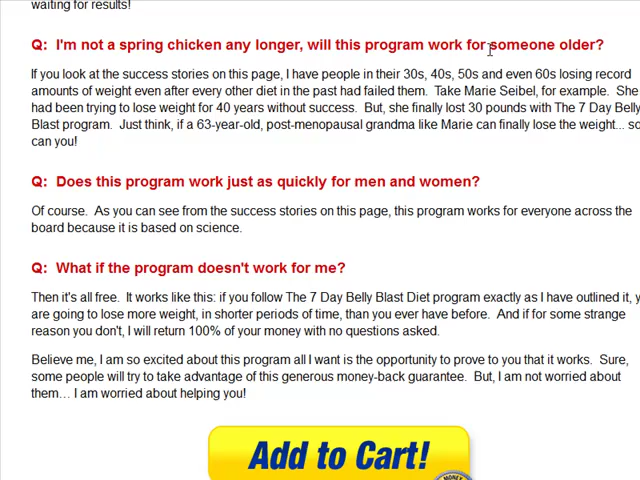 waiting for results!
Q: I'm not a spring chicken any longer, will this program work for someone older?
If you look at the success stories on this page, I have people in their 30s, 40s, 50s and even 60s losing record
amounts of weight even after every other diet in the past had failed them. Take Marie Seibel, for example. She
had been trying to lose weight for 40 years without success. But, she finally lost 30 pounds with The 7 Day Belly
Blast program. Just think, if a 63-year-old, post-menopausal grandma like Marie can finally lose the weight... so
can you!
Q: Does this program work just as quickly for men and women?
Of course. As you can see from the success stories on this page, this program works for everyone across the
board because it is based on science.
Q: What if the program doesn't work for me?
Then it's all free. It works like this: if you follow The 7 Day Belly Blast Diet program exactly as I have outlined it,
are going to lose more weight, in shorter periods of time, than you ever have before. And if for some strange
reason you don't, I will return 100% of your money with no questions asked.
Believe me, I am so excited about this program all I want is the opportunity to prove to you that it works. Sure,
some people will try to take advantage of this generous money-back guarantee. But, I am not worried about
them… I am worried about helping you!
Add to Cart!